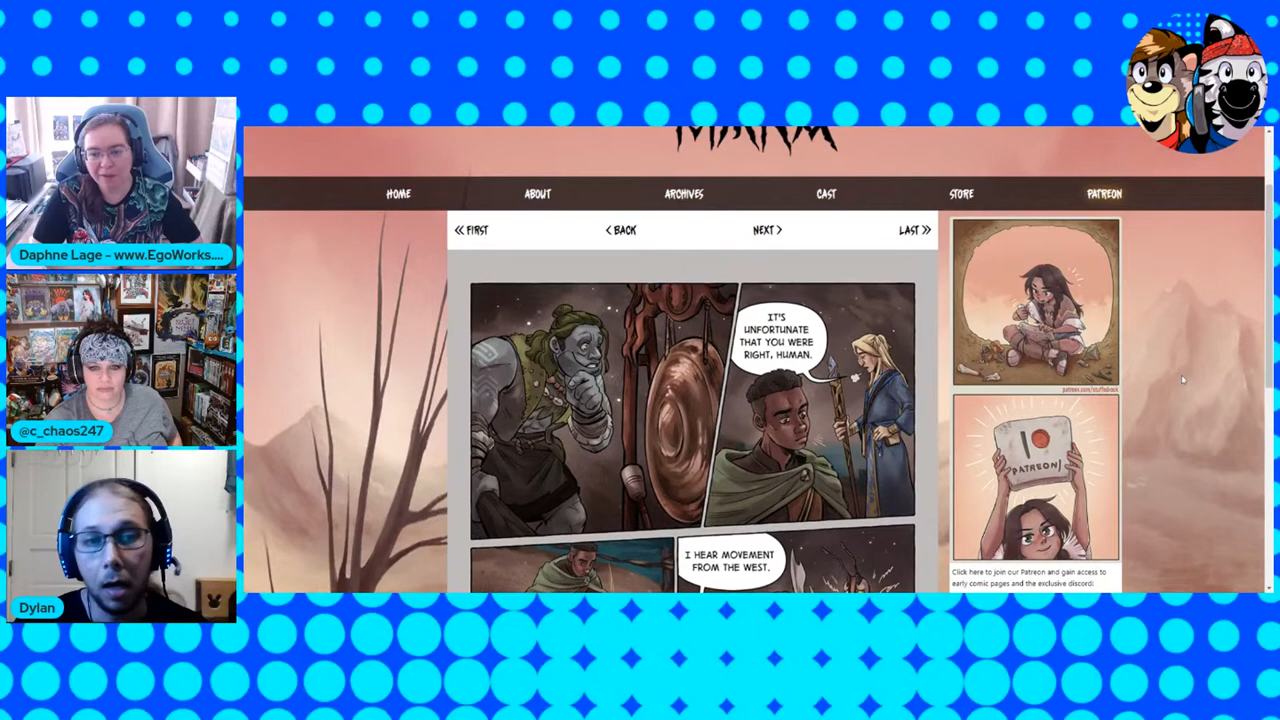 Daphne Lage - www.EgoWorks....
@c_chaos247
Dylan
HOME ABOUT ARCHIVES CAST STORE PATREON
<< FIRST < BACK NEXT > LAST >>
IT'S
UNFORTUNATE
THAT YOU WERE
RIGHT, HUMAN.
I HEAR MOVEMENT
FROM THE WEST.
I
PATREON!
Click here to join our Patreon and gain access to
early comic pages and the exclusive discord!